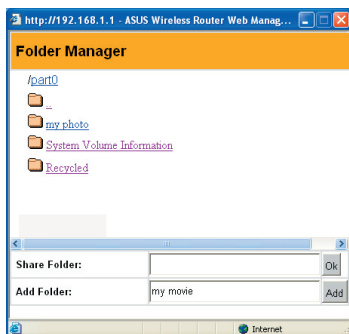 http://192.168.1.1 - ASUS Wireless Router Web Manag...
Folder Manager
/part0
..
my photo
System Volume Information
Recycled
Share Folder: Ok
Add Folder: my movie Add
Internet